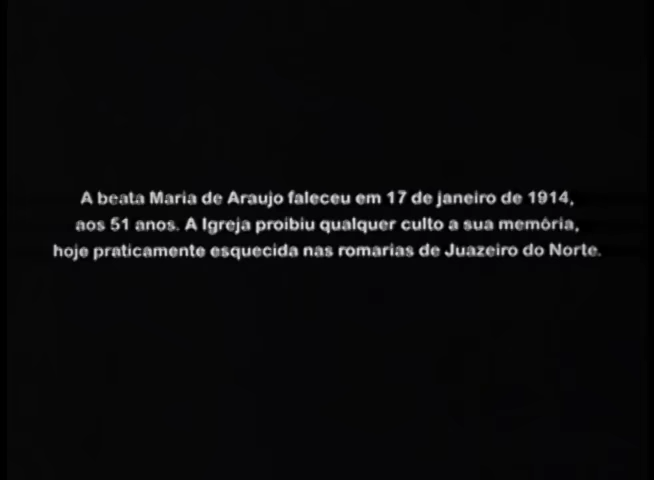 A beata Maria de Araujo faleceu em 17 de janeiro de 1914,
aos 51 anos. A Igreja proibiu qualquer culto a sua memória,
hoje praticamente esquecida nas romarias de Juazeiro do Norte.